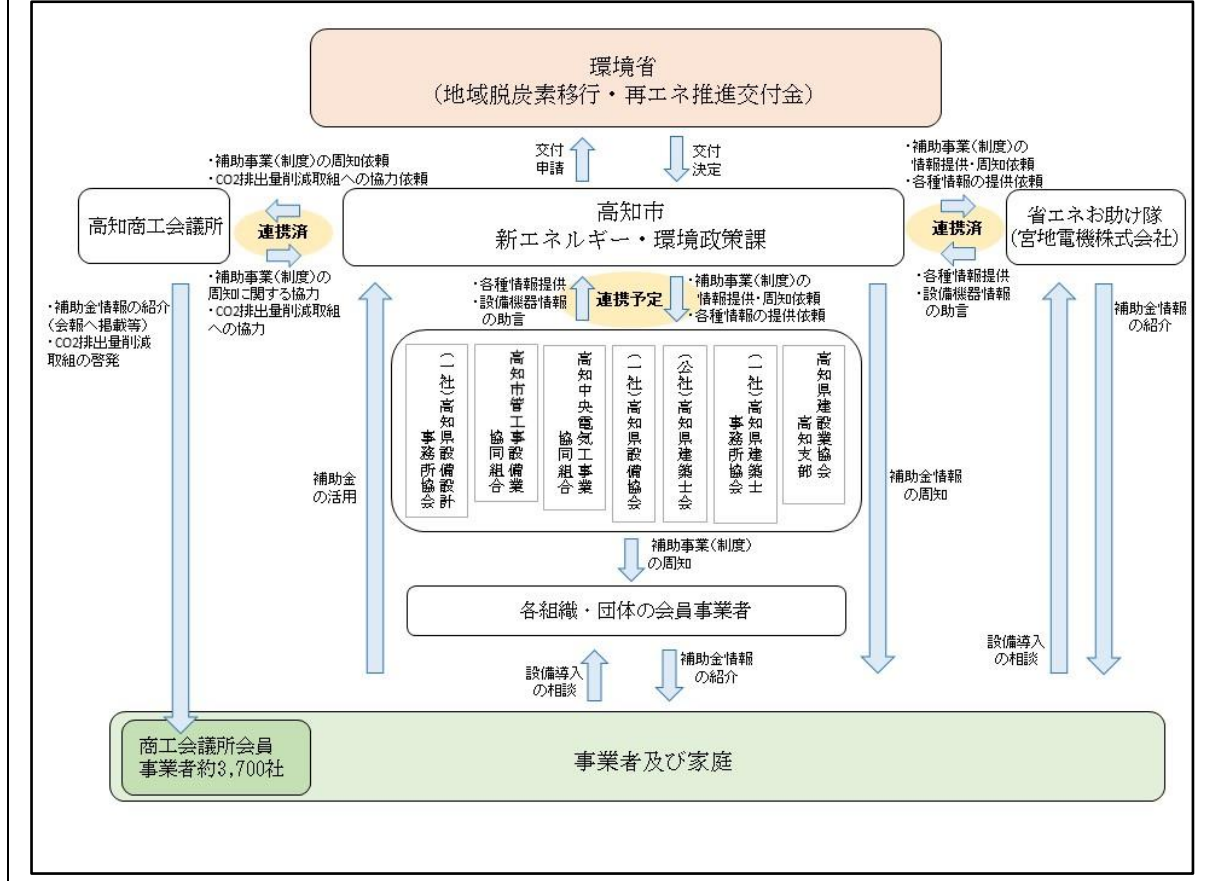 環境省
(地域脱炭素移行・再エネ推進交付金)
交付
申請
交付
決定
・補助事業(制度)の周知依頼
・CO2排出量削減取組への協力依頼
・補助事業(制度)の
情報提供・周知依頼
・各種情報の提供依頼
高知商工会議所
連携済
高知市
新エネルギー・環境政策課
連携済
省エネお助け隊
(宮地電機株式会社)
・補助事業(制度)の
周知に関する協力
・CO2排出量削減取組
への協力
・各種情報提供
・設備機器情報
の助言
連携予定
・補助事業(制度)の
情報提供・周知依頼
・各種情報の提供依頼
・各種情報提供
・設備機器情報
の助言
・補助金情報の紹介
(会報へ掲載等)
・CO2排出量削減
取組の啓発
補助金情報
の紹介
(一社)高知県設備設計
事務所協会
高知市管工事設備業
協同組合
高知中央電気工事業
協同組合
(一社)高知県設備協会
(公社)高知県建築士会
(一社)高知県建築士
事務所協会
高知県建設業協会
高知支部
補助金
の活用
補助金情報
の周知
補助事業(制度)
の周知
各組織・団体の会員事業者
設備導入
の相談
補助金情報
の紹介
設備導入
の相談
商工会議所会員
事業者約3,700社
事業者及び家庭